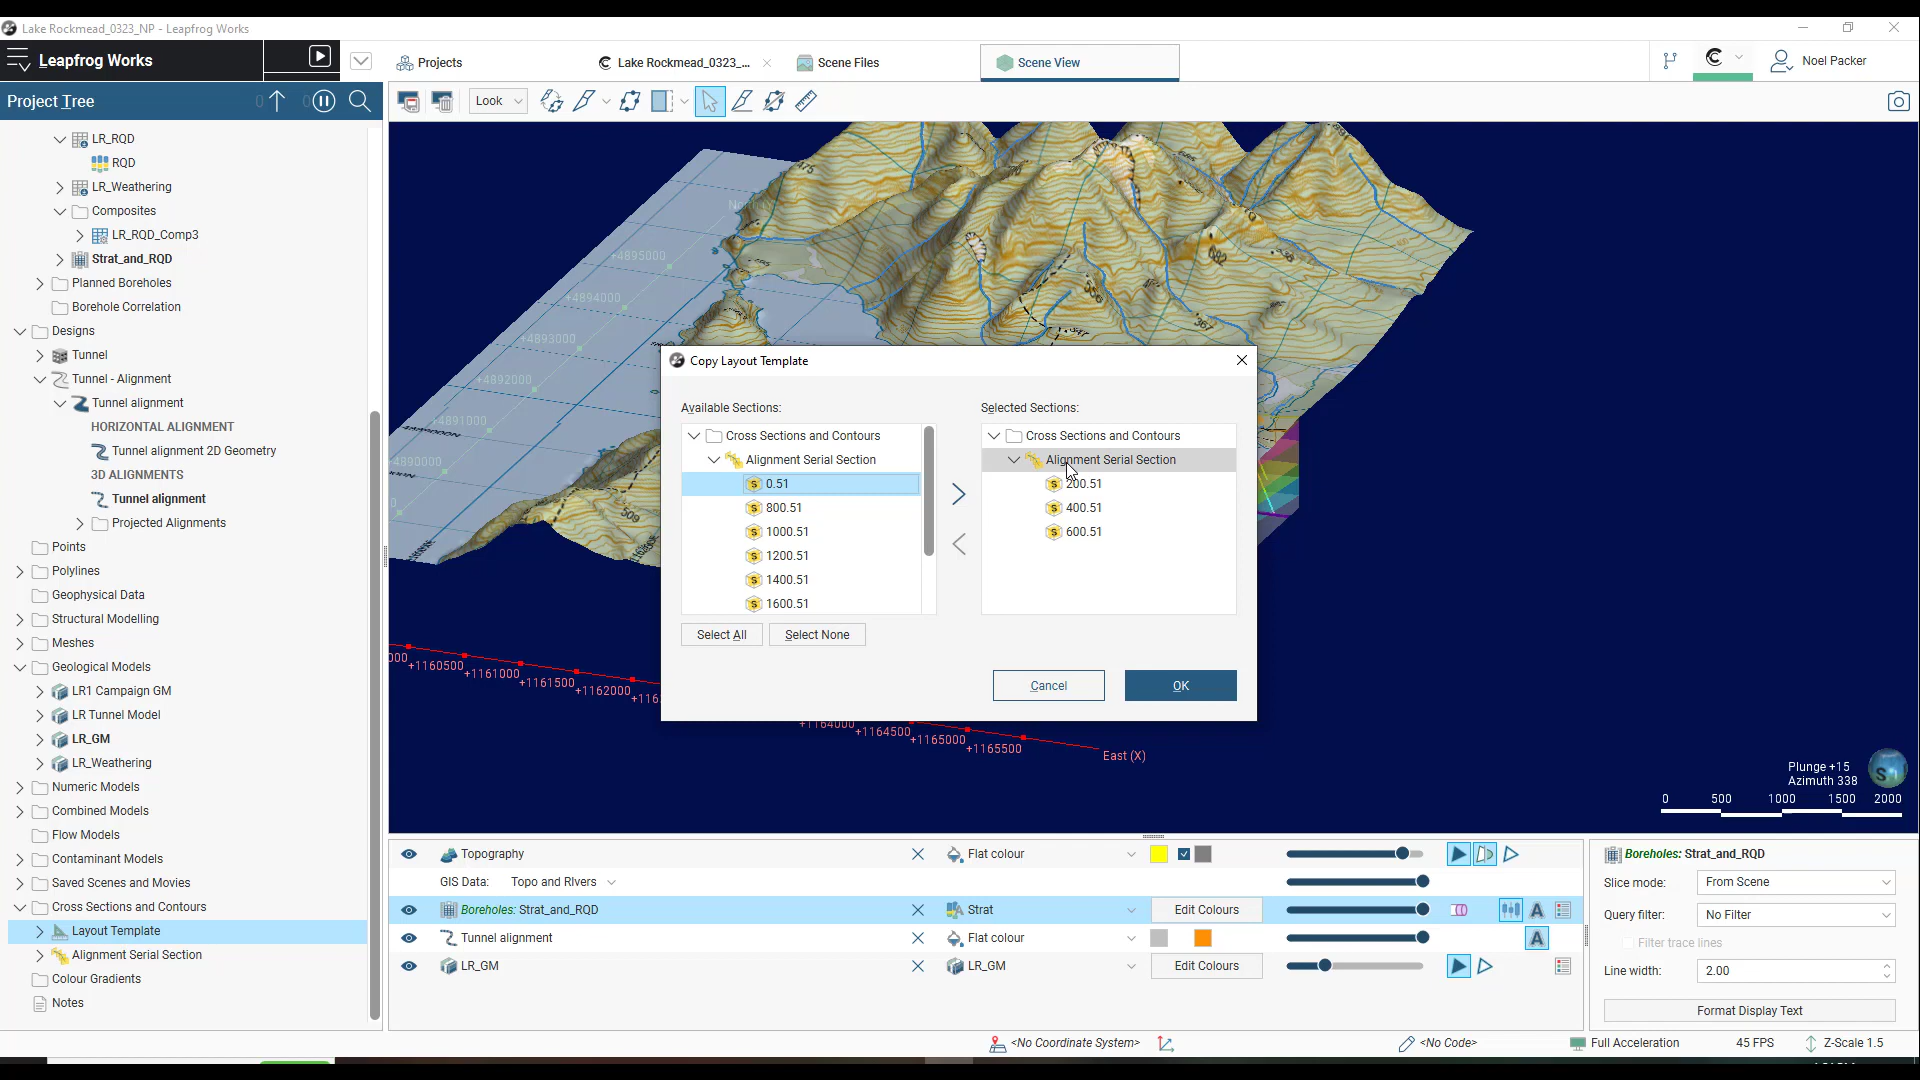 Lake Rockmead_0323_NP - Leapfrog Works
Leapfrog Works
Projects
Lake Rockmead_0323_...
Scene Files
Scene View
Noel Packer
Project Tree
0
0
Look
LR_RQD
RQD
LR_Weathering
Composites
LR_RQD_Comp3
Strat_and_RQD
Planned Boreholes
Borehole Correlation
Designs
Tunnel
Tunnel - Alignment
Tunnel alignment
HORIZONTAL ALIGNMENT
Tunnel alignment 2D Geometry
3D ALIGNMENTS
Tunnel alignment
Projected Alignments
Points
Polylines
Geophysical Data
Structural Modelling
Meshes
Geological Models
LR1 Campaign GM
LR Tunnel Model
LR_GM
LR_Weathering
Numeric Models
Combined Models
Flow Models
Contaminant Models
Saved Scenes and Movies
Cross Sections and Contours
Layout Template
Alignment Serial Section
Colour Gradients
Notes
475
+4895000
+4894000
+4893000
+4892000
+4891000
+4890000
682
538
556
367
509
Copy Layout Template
Available Sections:
Cross Sections and Contours
Alignment Serial Section
0.51
800.51
1000.51
1200.51
1400.51
1600.51
Select All
Select None
Selected Sections:
Cross Sections and Contours
Alignment Serial Section
200.51
400.51
600.51
Cancel
OK
+1160500
+1161000
+1161500
+1162000
+1164000
+1164500
+1165000
+1165500
East (X)
Plunge +15
Azimuth 338
0 500 1000 1500 2000
Topography
Flat colour
GIS Data: Topo and Rivers
Boreholes: Strat_and_RQD
Strat
Edit Colours
A
Tunnel alignment
Flat colour
A
LR_GM
LR_GM
Edit Colours
Boreholes: Strat_and_RQD
Slice mode: From Scene
Query filter: No Filter
Filter trace lines
Line width: 2.00
Format Display Text
<No Coordinate System>
<No Code>
Full Acceleration
45 FPS
Z-Scale 1.5